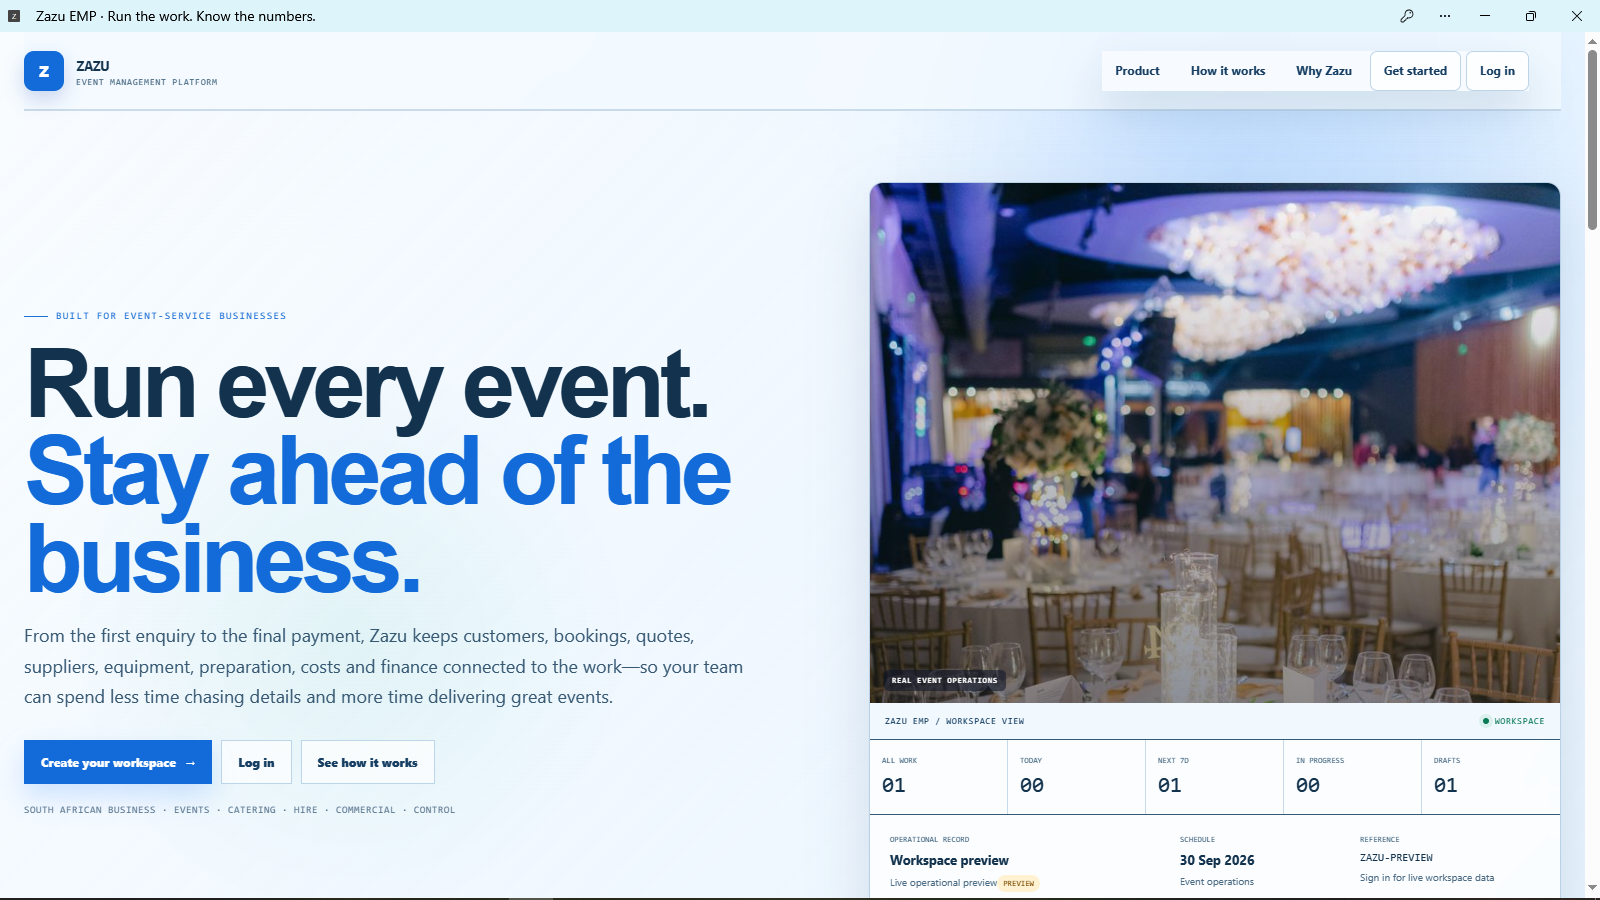 Z
Zazu EMP · Run the work. Know the numbers.
Z
ZAZU
EVENT MANAGEMENT PLATFORM
Product
How it works
Why Zazu
Get started
Log in
BUILT FOR EVENT-SERVICE BUSINESSES
Run every event.
Stay ahead of the
business.
From the first enquiry to the final payment, Zazu keeps customers, bookings, quotes,
suppliers, equipment, preparation, costs and finance connected to the work—so your team
can spend less time chasing details and more time delivering great events.
Create your workspace →
Log in
See how it works
SOUTH AFRICAN BUSINESS · EVENTS · CATERING · HIRE · COMMERCIAL · CONTROL
REAL EVENT OPERATIONS
ZAZU EMP / WORKSPACE VIEW
WORKSPACE
ALL WORK
01
TODAY
00
NEXT 7D
01
IN PROGRESS
00
DRAFTS
01
OPERATIONAL RECORD
Workspace preview
Live operational preview PREVIEW
SCHEDULE
30 Sep 2026
Event operations
REFERENCE
ZAZU-PREVIEW
Sign in for live workspace data